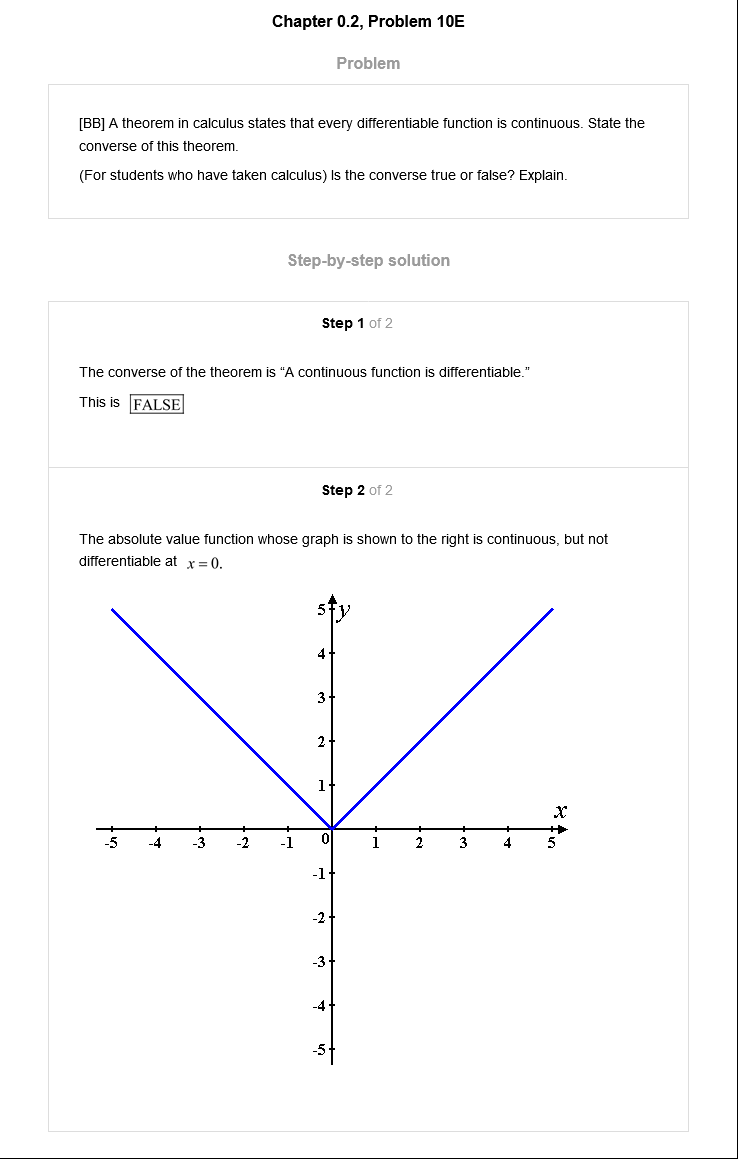 Chapter 0.2, Problem 10E
Problem
[BB] A theorem in calculus states that every differentiable function is continuous. State the
converse of this theorem.
(For students who have taken calculus) Is the converse true or false? Explain.
Step-by-step solution
Step 1 of 2
The converse of the theorem is “A continuous function is differentiable.”
This is FALSE
Step 2 of 2
The absolute value function whose graph is shown to the right is continuous, but not
differentiable at x = 0.
5 y
4
3
2
1
x
-5 -4 -3 -2 -1 0 1 2 3 4 5
-1
-2
-3
-4
-5